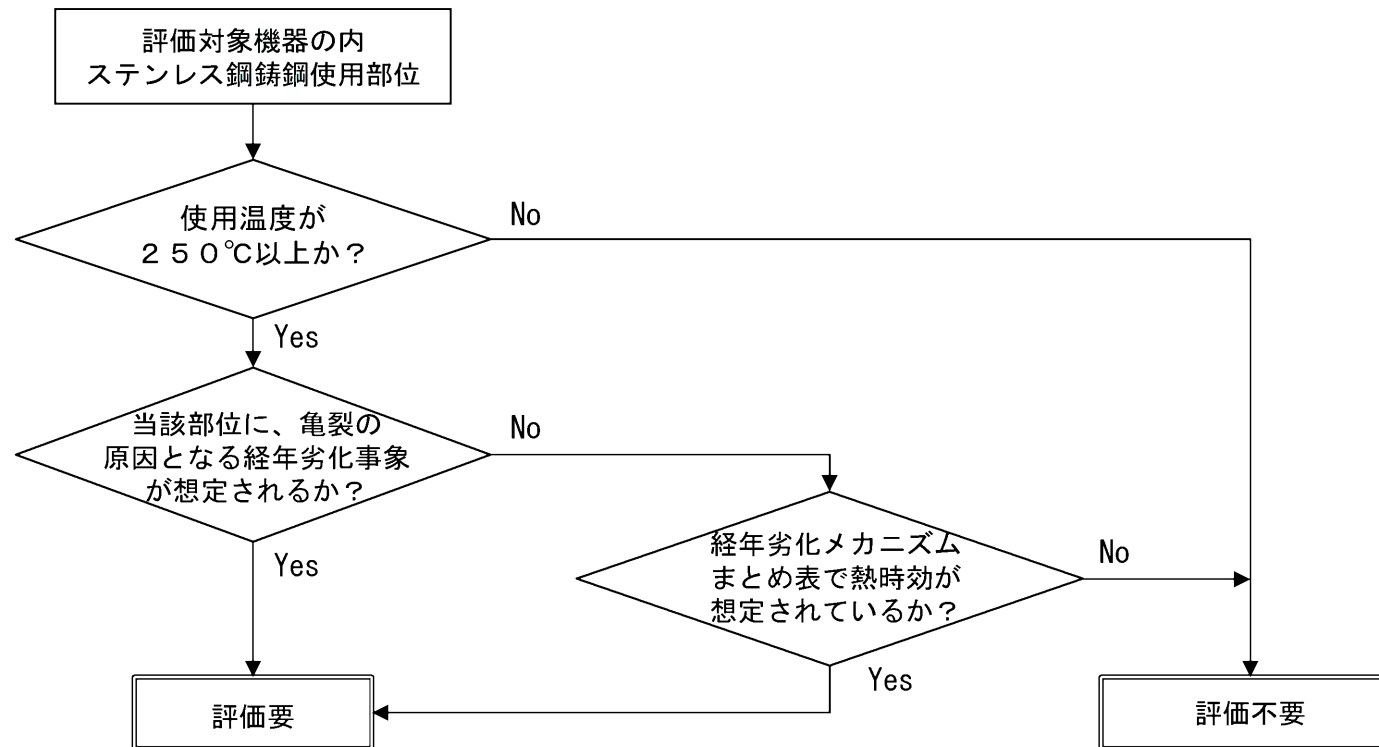 評価対象機器の内
ステンレス鋼鋳鋼使用部位
使用温度が
２５０℃以上か？
No
Yes
当該部位に、亀裂の
原因となる経年劣化事象
が想定されるか？
No
Yes
経年劣化メカニズム
まとめ表で熱時効が
想定されているか？
No
Yes
評価要
評価不要